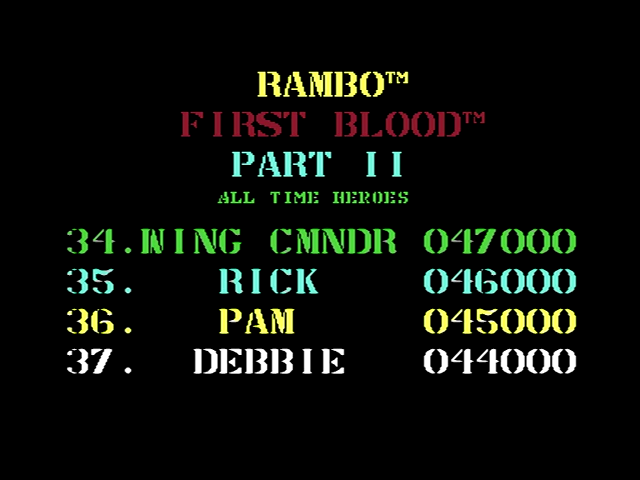 RAMBO™
FIRST BLOOD™
PART II
ALL TIME HEROES
34.WING CMNDR 047000
35. RICK 046000
36. PAM 045000
37. DEBBIE 044000